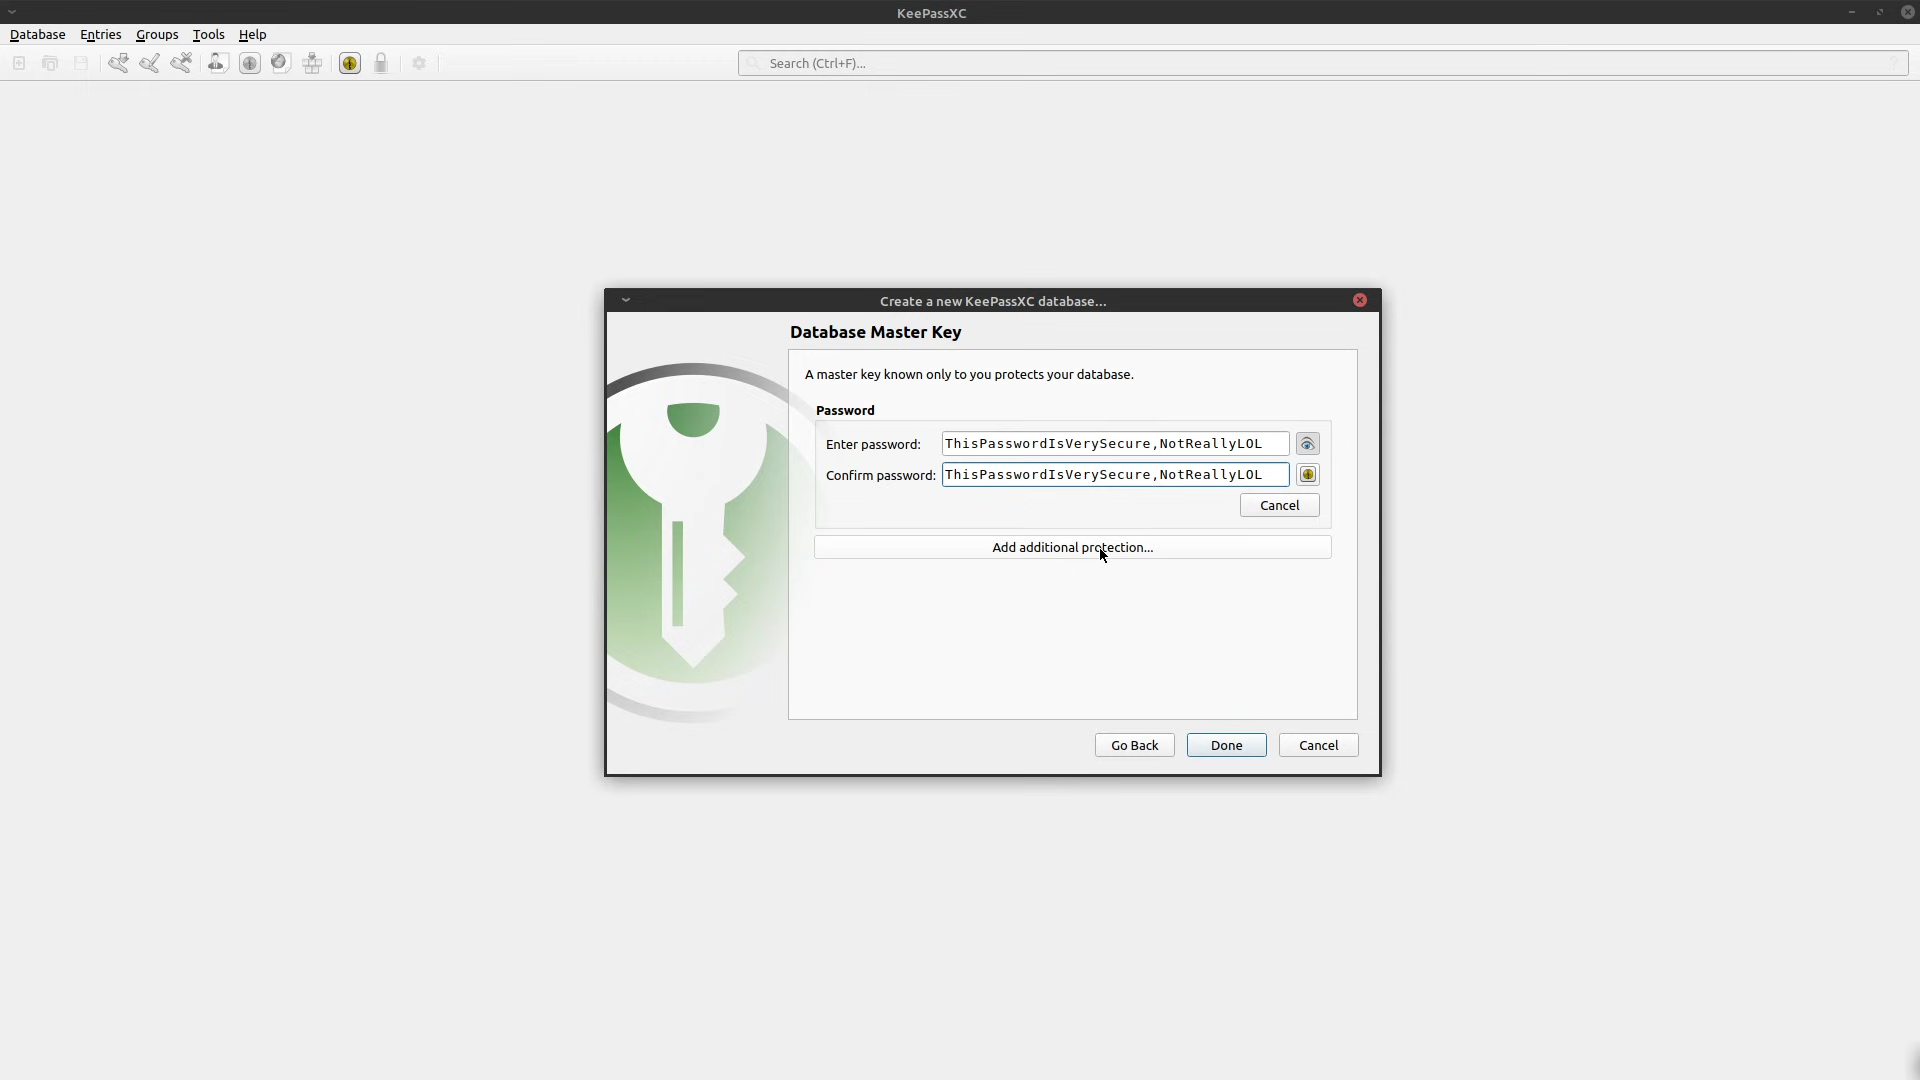 KeePassXC
Database Entries Groups Tools Help
Search (Ctrl+F)...
Create a new KeePassXC database...
Database Master Key
A master key known only to you protects your database.
Password
Enter password: ThisPasswordIsVerySecure,NotReallyLOL
Confirm password: ThisPasswordIsVerySecure,NotReallyLOL
Cancel
Add additional protection...
Go Back Done Cancel